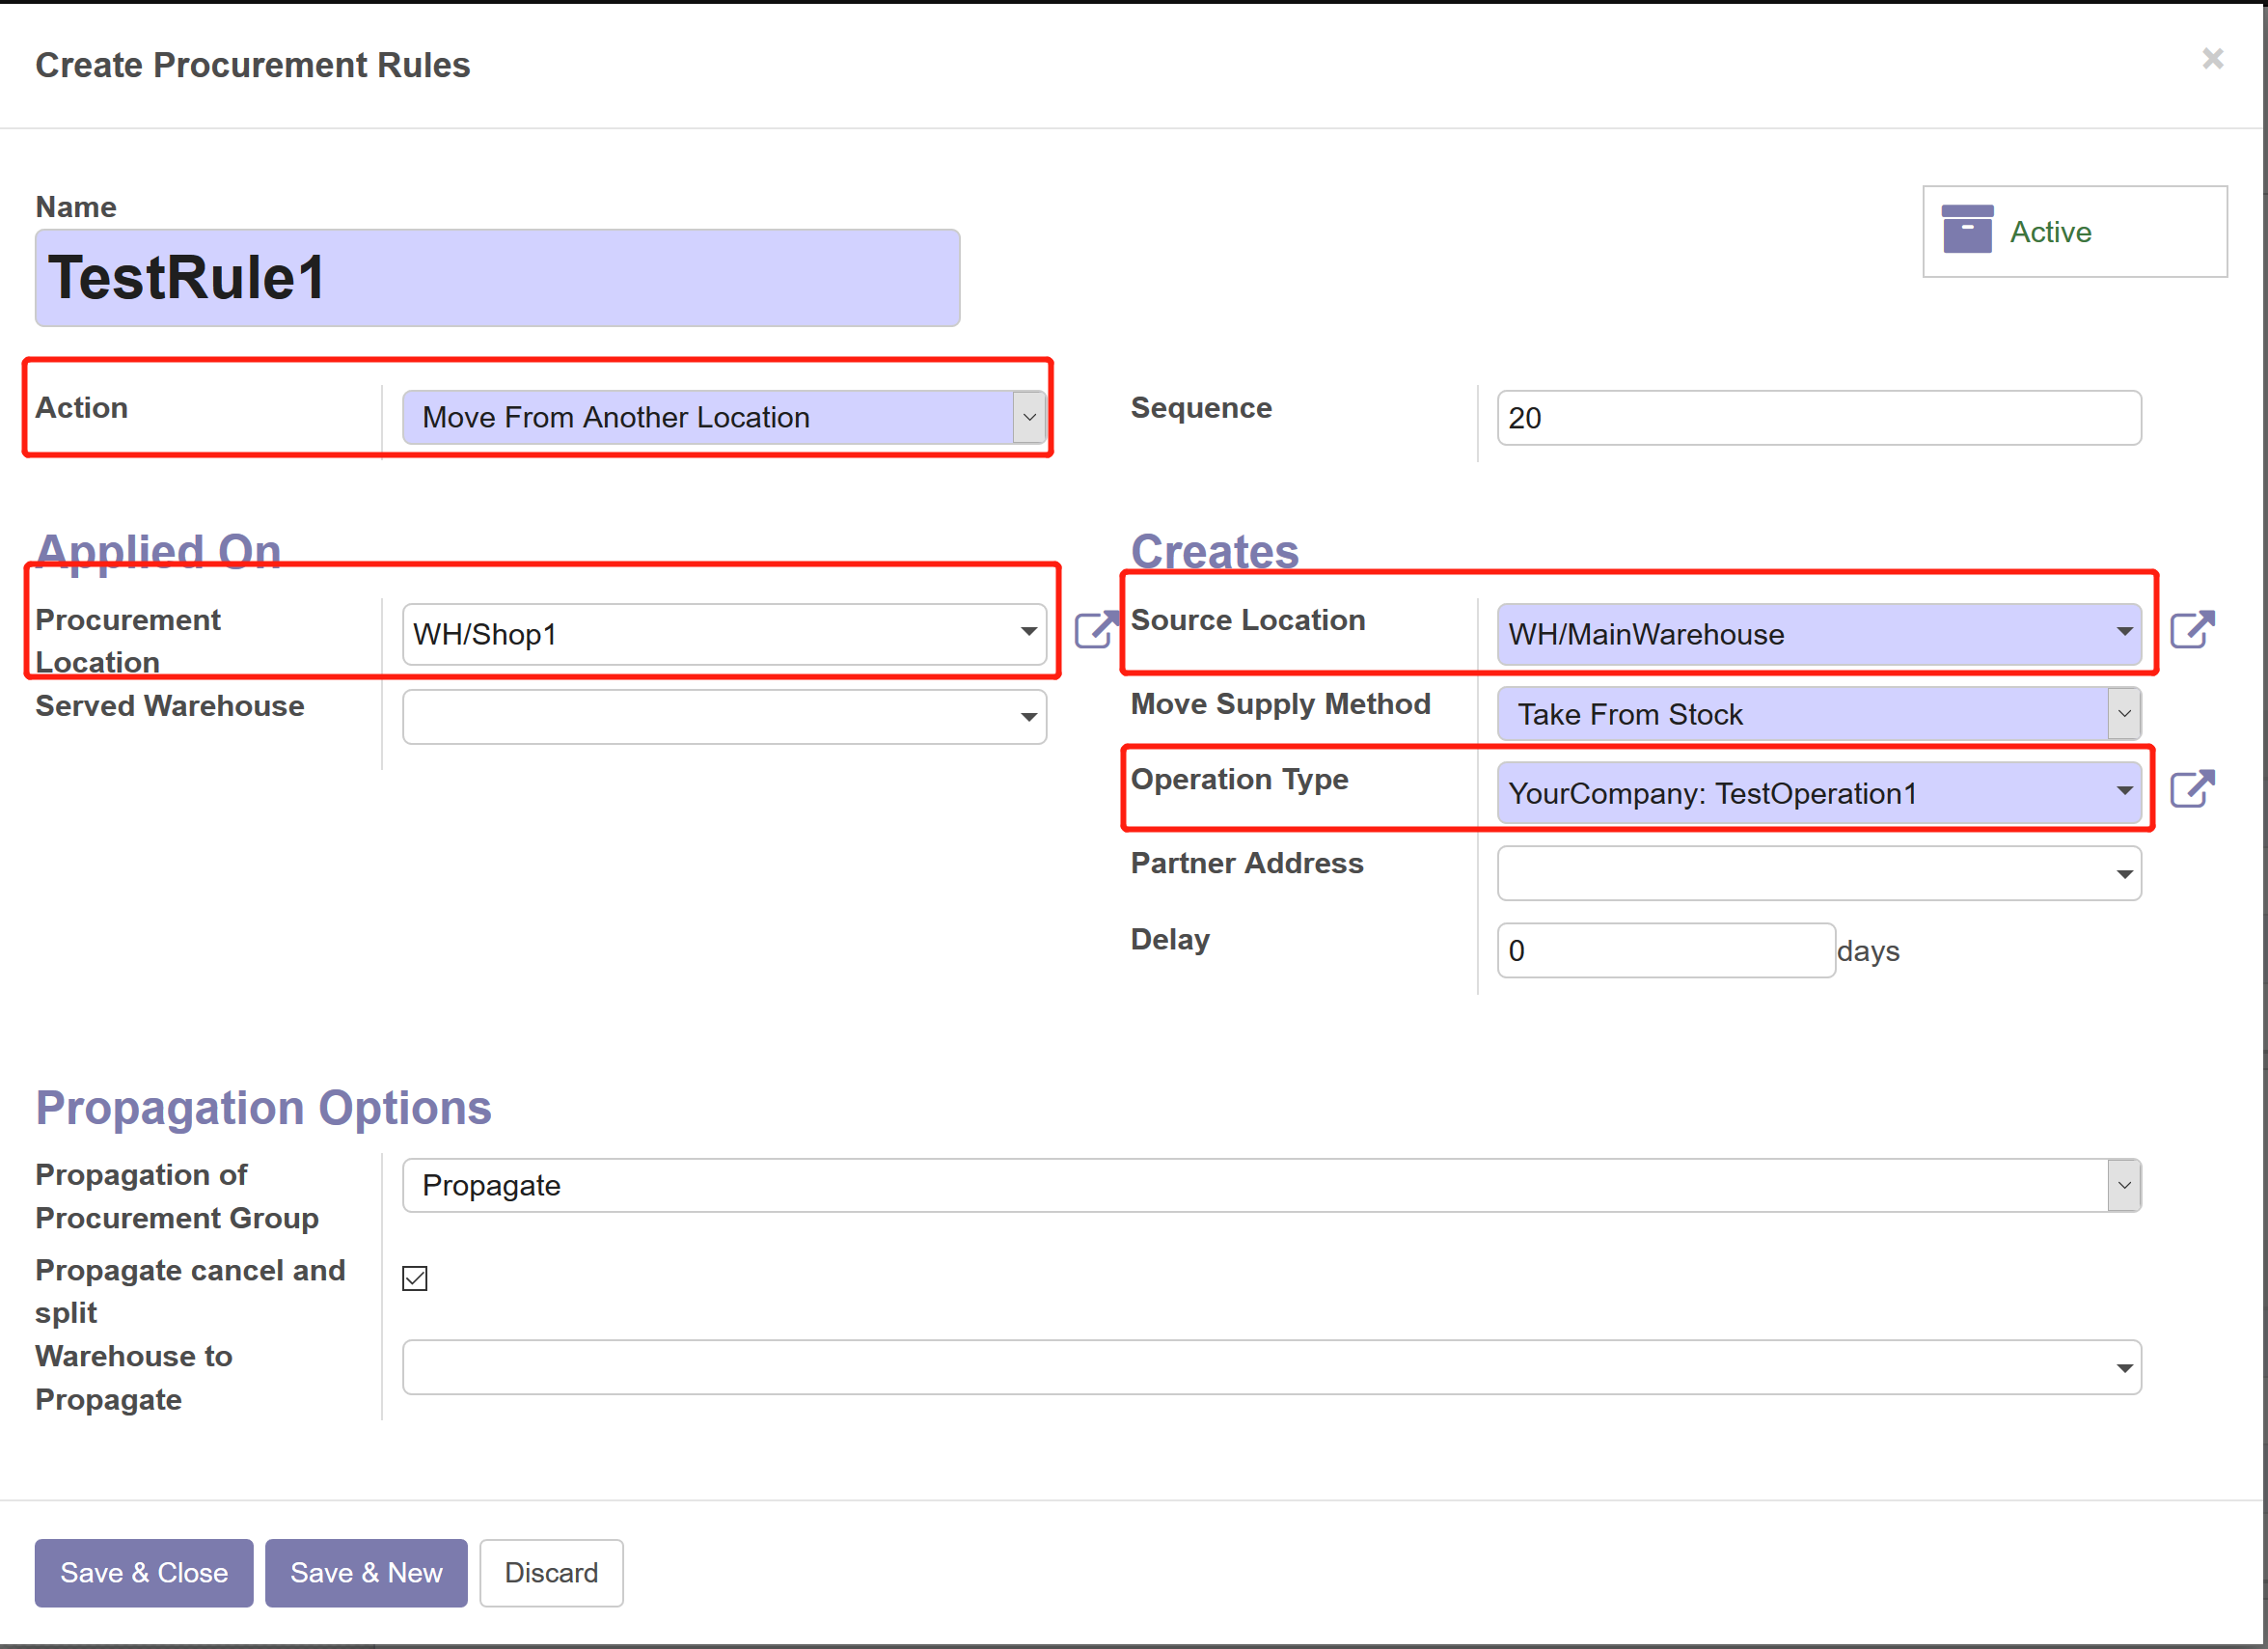 Create Procurement Rules
×
Name
TestRule1
Active
Action
Move From Another Location
Sequence
20
Applied On
Procurement
Location
WH/Shop1
Served Warehouse
Creates
Source Location
WH/MainWarehouse
Move Supply Method
Take From Stock
Operation Type
YourCompany: TestOperation1
Partner Address
Delay
0 days
Propagation Options
Propagation of
Procurement Group
Propagate
Propagate cancel and
split
Warehouse to
Propagate
Save & Close
Save & New
Discard